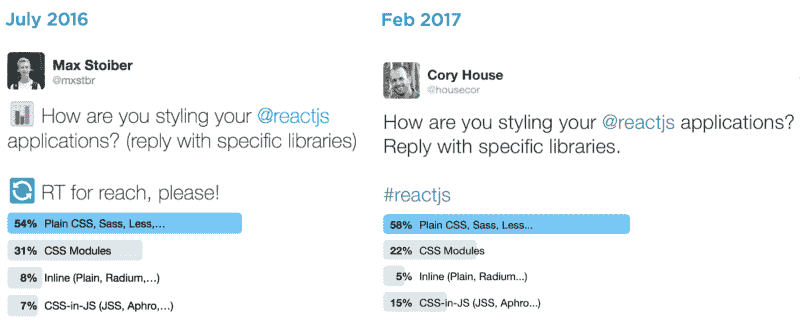 July 2016
Max Stoiber
@mxstbr
How are you styling your @reactjs
applications? (reply with specific libraries)
RT for reach, please!
54% Plain CSS, Sass, Less,…
31% CSS Modules
8% Inline (Plain, Radium,…)
7% CSS-in-JS (JSS, Aphro,…)
Feb 2017
Cory House
@housecor
How are you styling your @reactjs applications?
Reply with specific libraries.
#reactjs
58% Plain CSS, Sass, Less...
22% CSS Modules
5% Inline (Plain, Radium...)
15% CSS-in-JS (JSS, Aphro...)